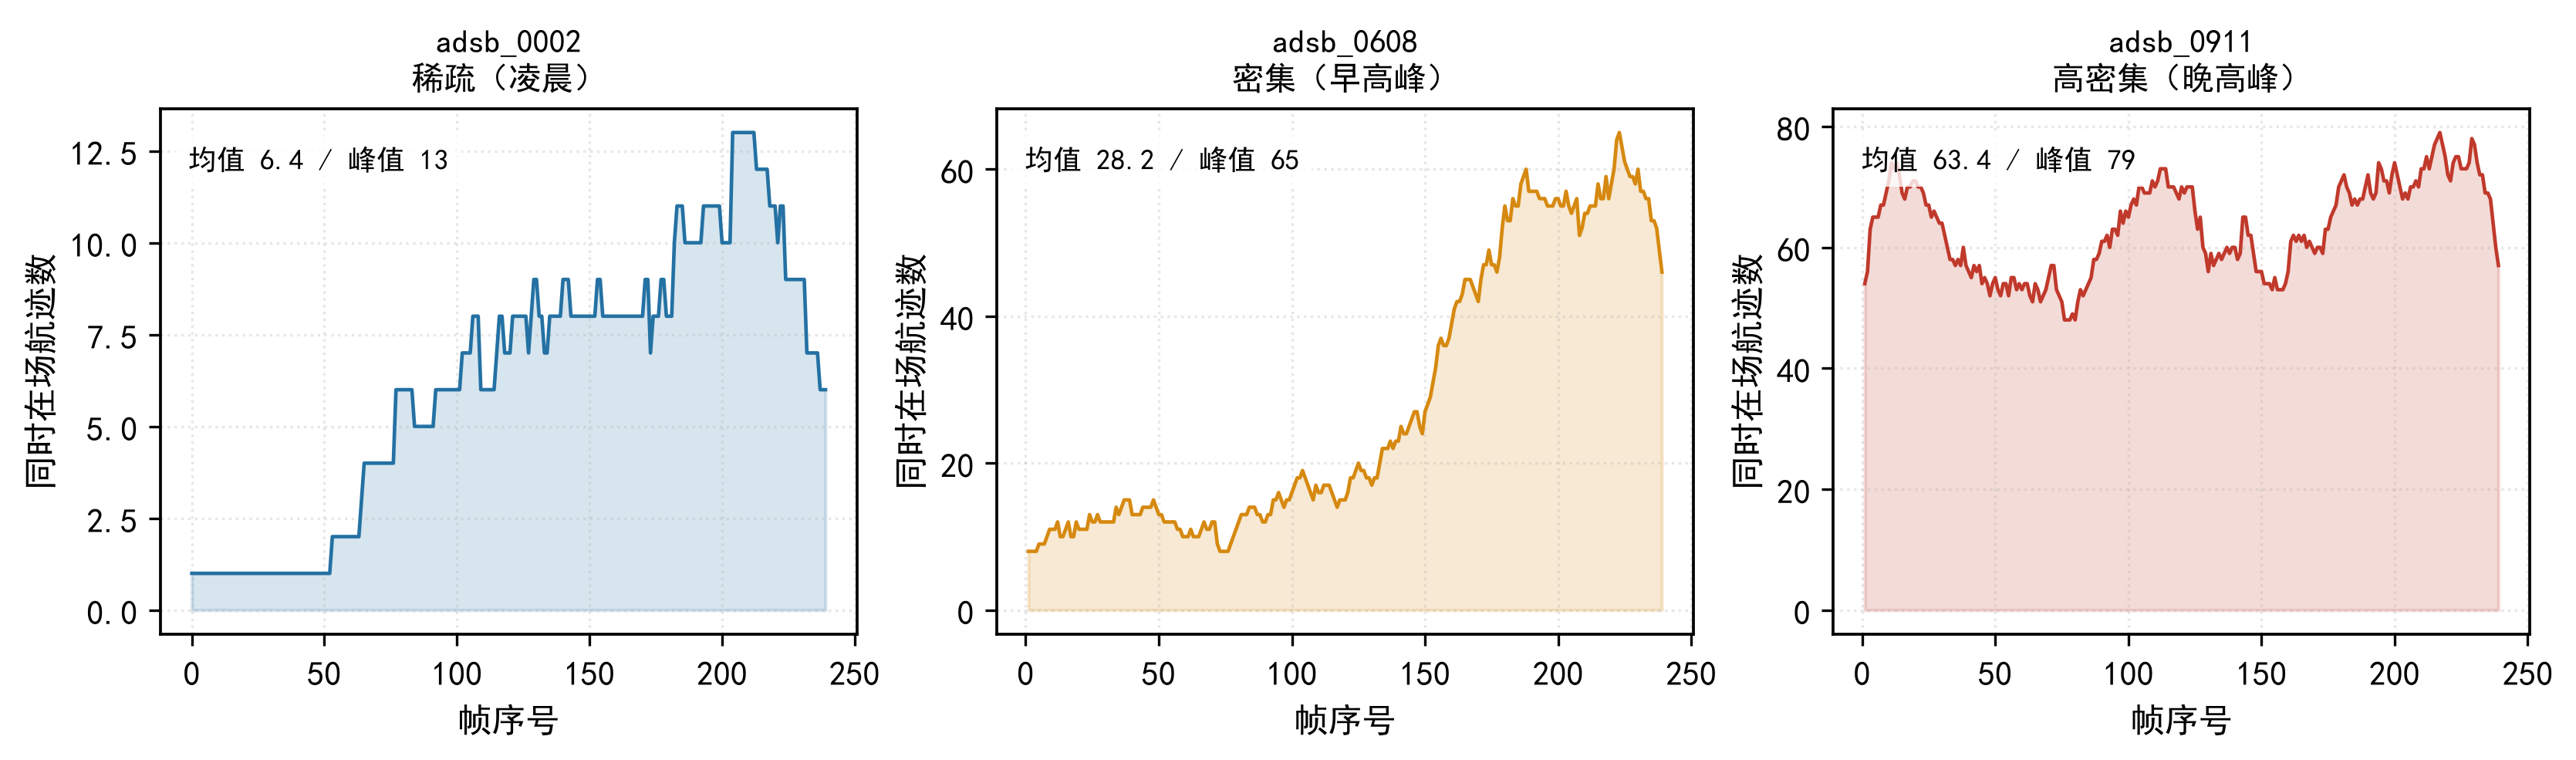 adsb_0002
稀疏（凌晨）
均值 6.4 / 峰值 13
同时在场航迹数
12.5
10.0
7.5
5.0
2.5
0.0
0 50 100 150 200 250
帧序号
adsb_0608
密集（早高峰）
均值 28.2 / 峰值 65
同时在场航迹数
60
40
20
0
0 50 100 150 200 250
帧序号
adsb_0911
高密集（晚高峰）
均值 63.4 / 峰值 79
同时在场航迹数
80
60
40
20
0
0 50 100 150 200 250
帧序号